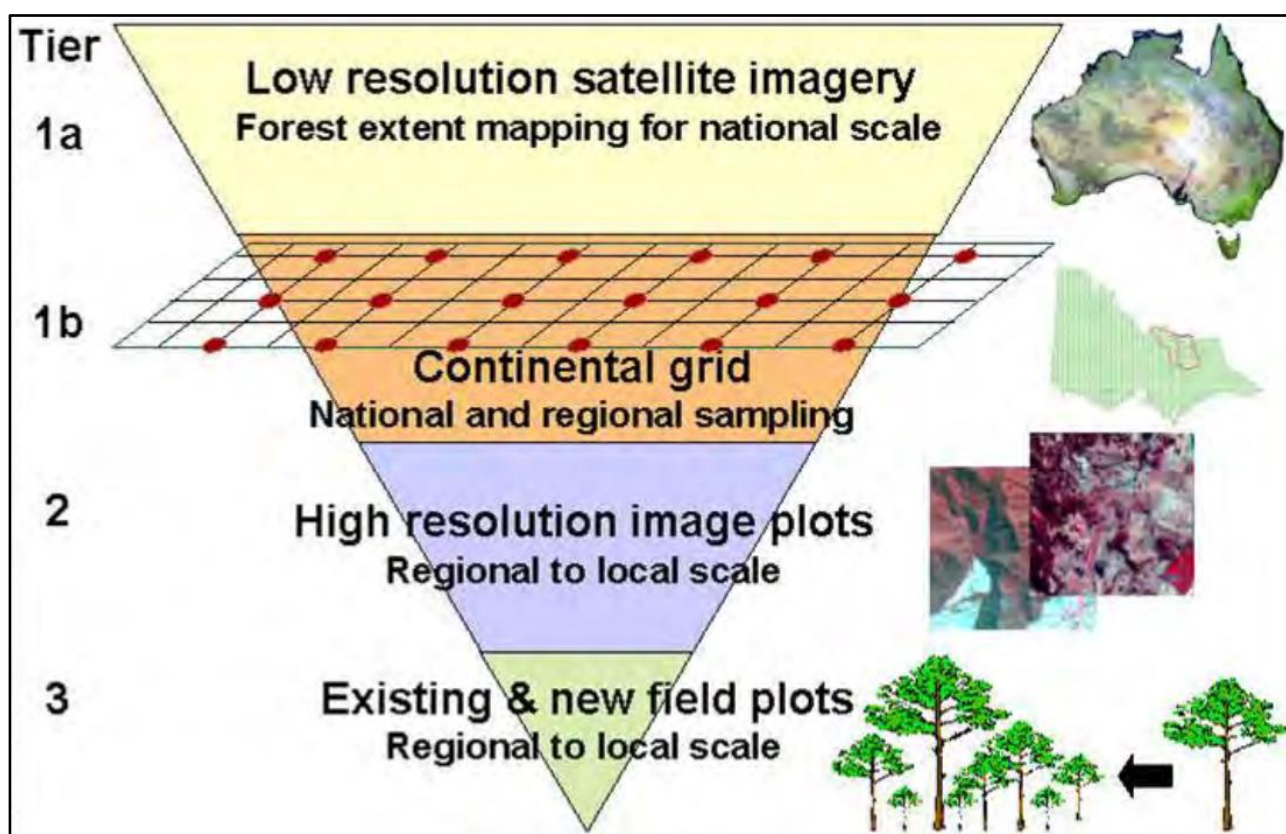 Tier
Low resolution satellite imagery
Forest extent mapping for national scale
1a
1b
Continental grid
National and regional sampling
2
High resolution image plots
Regional to local scale
3
Existing & new field plots
Regional to local scale